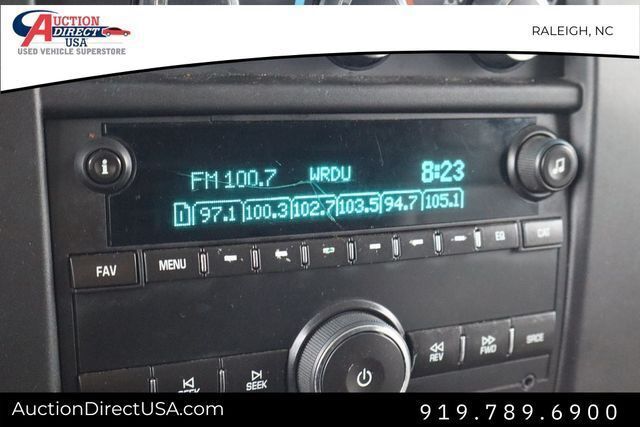 AUCTION
DIRECT
USA
USED VEHICLE SUPERSTORE
RALEIGH, NC
i
FM 100.7 WRDU 8:23
1 97.1 100.3 102.7 103.5 94.7 105.1
FAV MENU EQ CAT
REV FWD SRCE
SEEK SEEK
AuctionDirectUSA.com 919.789.6900